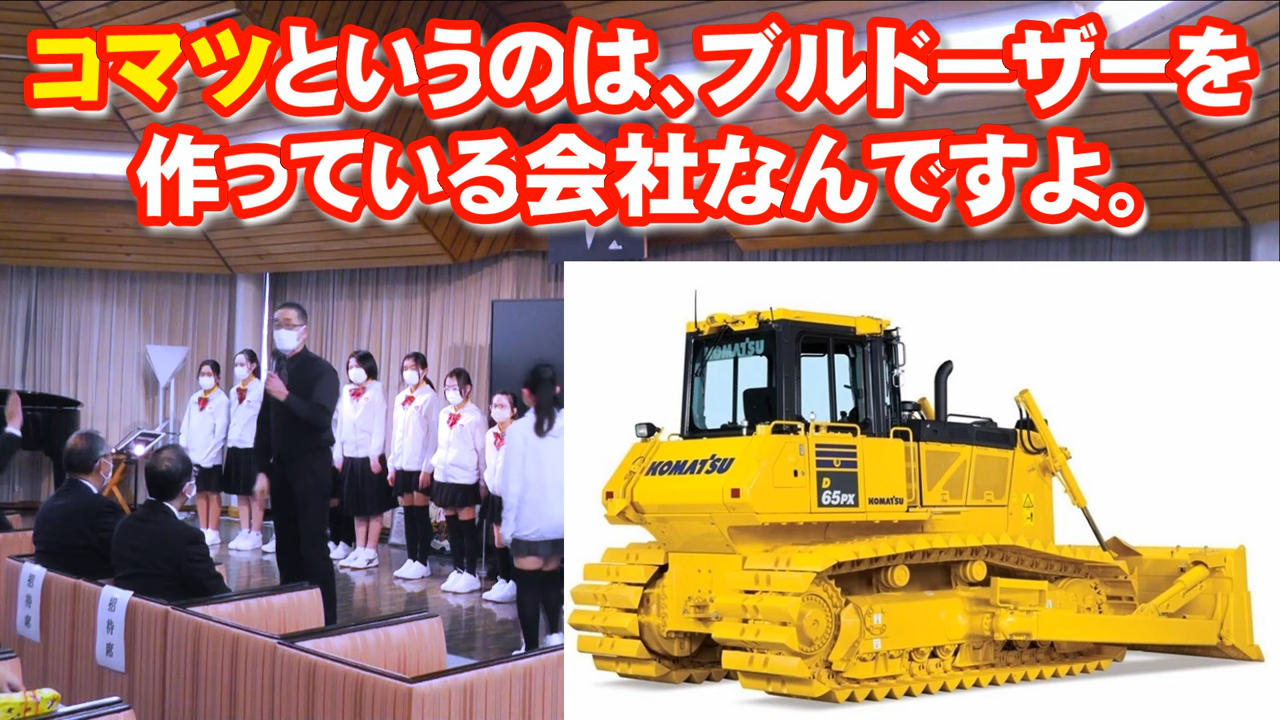 コマツというのは、ブルドーザーを
作っている会社なんですよ。
KOMATSU
KOMATSU
D
65PX
KOMATSU
招待席
招待席